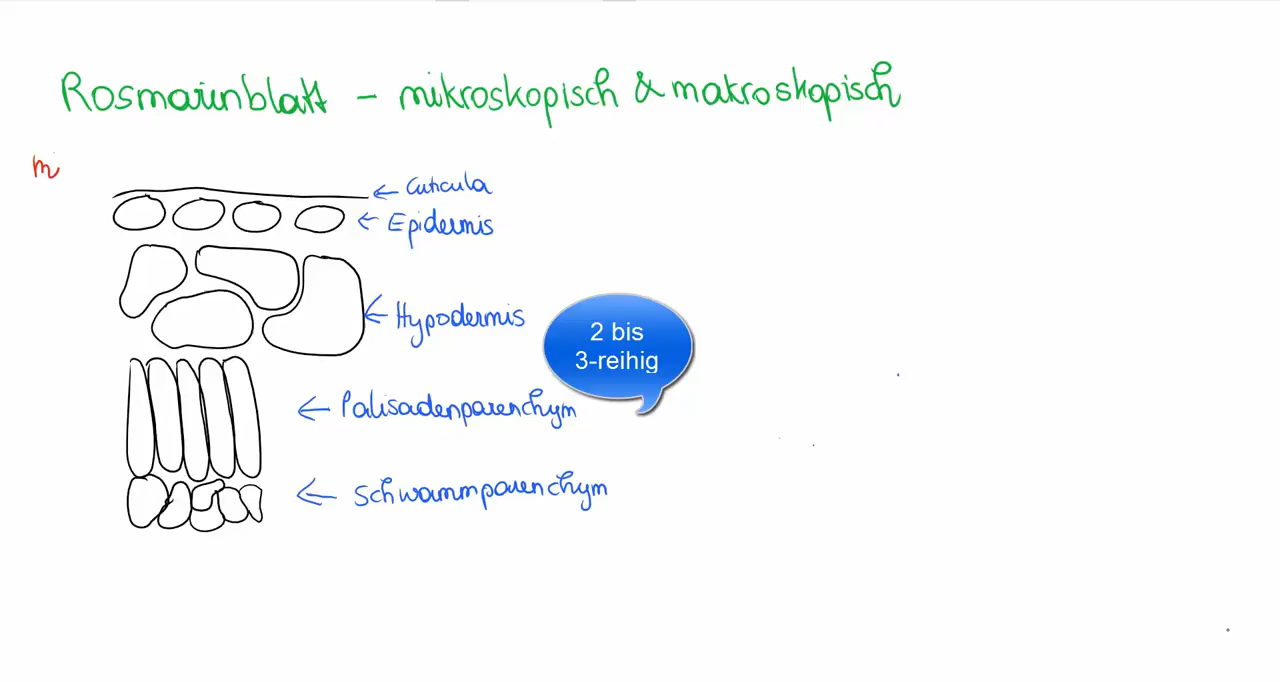 Rosmarinblatt - mikroskopisch & makroskopisch
m
← Cuticula
← Epidermis
← Hypodermis
2 bis
3-reihig
← Palisadenparenchym
← Schwammparenchym